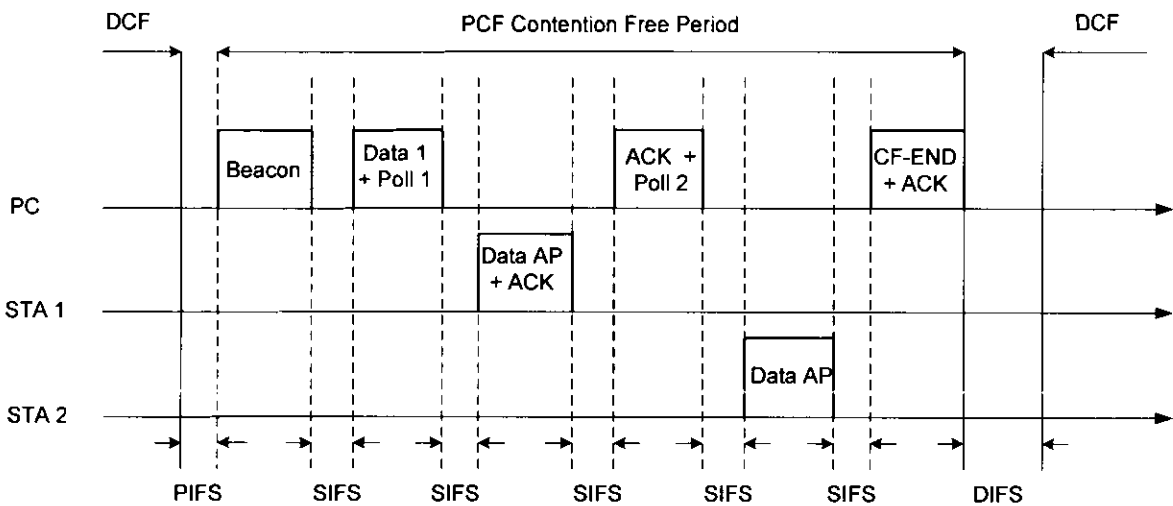 DCF
PCF Contention Free Period
DCF
Beacon
Data 1
+ Poll 1
ACK +
Poll 2
CF-END
+ ACK
PC
Data AP
+ ACK
STA 1
Data AP
STA 2
PIFS
SIFS
SIFS
SIFS
SIFS
SIFS
DIFS